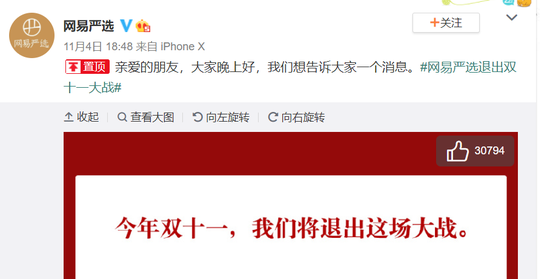 网易严选
+关注
11月4日 18:48 来自 iPhone X
置顶 亲爱的朋友，大家晚上好，我们想告诉大家一个消息。#网易严选退出双
十一大战#
网易严选
收起 查看大图 向左旋转 向右旋转
30794
今年双十一，我们将退出这场大战。